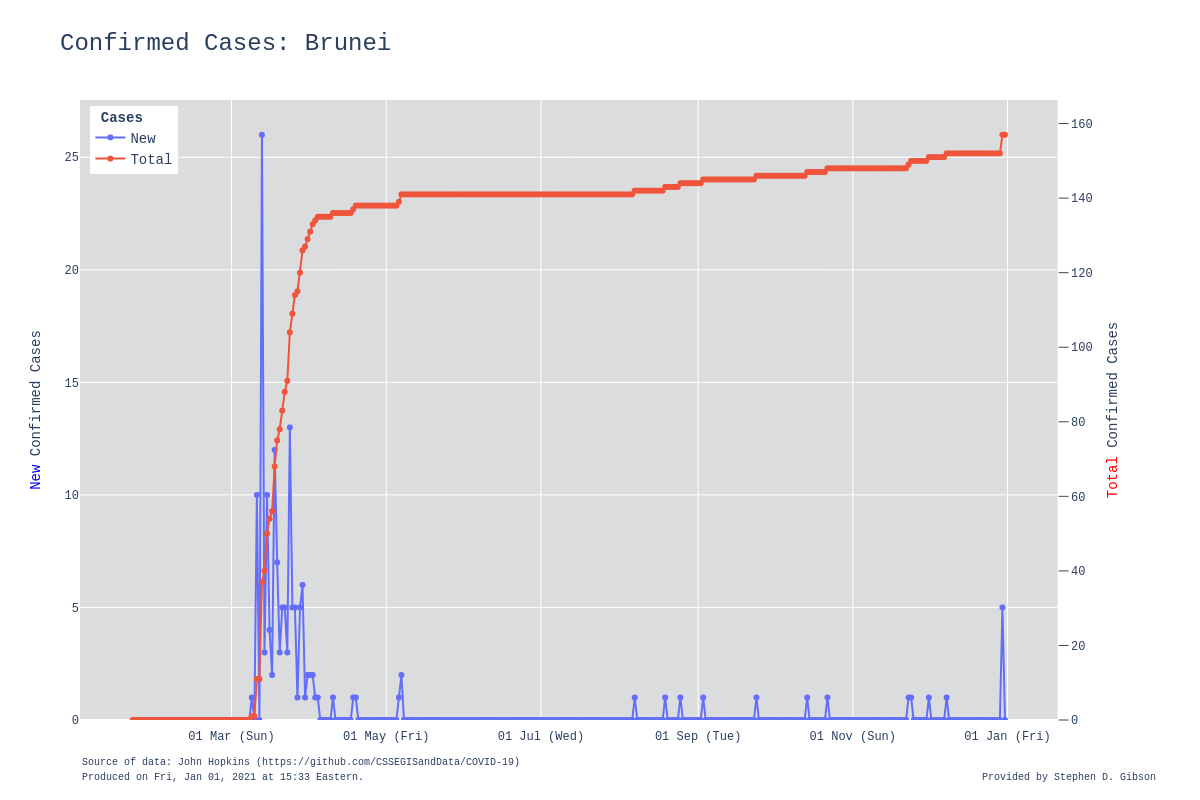 Confirmed Cases: Brunei
Cases
New
Total
25
20
15
10
5
0
160
140
120
100
80
60
40
20
0
New Confirmed Cases
Total Confirmed Cases
01 Mar (Sun)
01 May (Fri)
01 Jul (Wed)
01 Sep (Tue)
01 Nov (Sun)
01 Jan (Fri)
Source of data: John Hopkins (https://github.com/CSSEGISandData/COVID-19)
Produced on Fri, Jan 01, 2021 at 15:33 Eastern.
Provided by Stephen D. Gibson